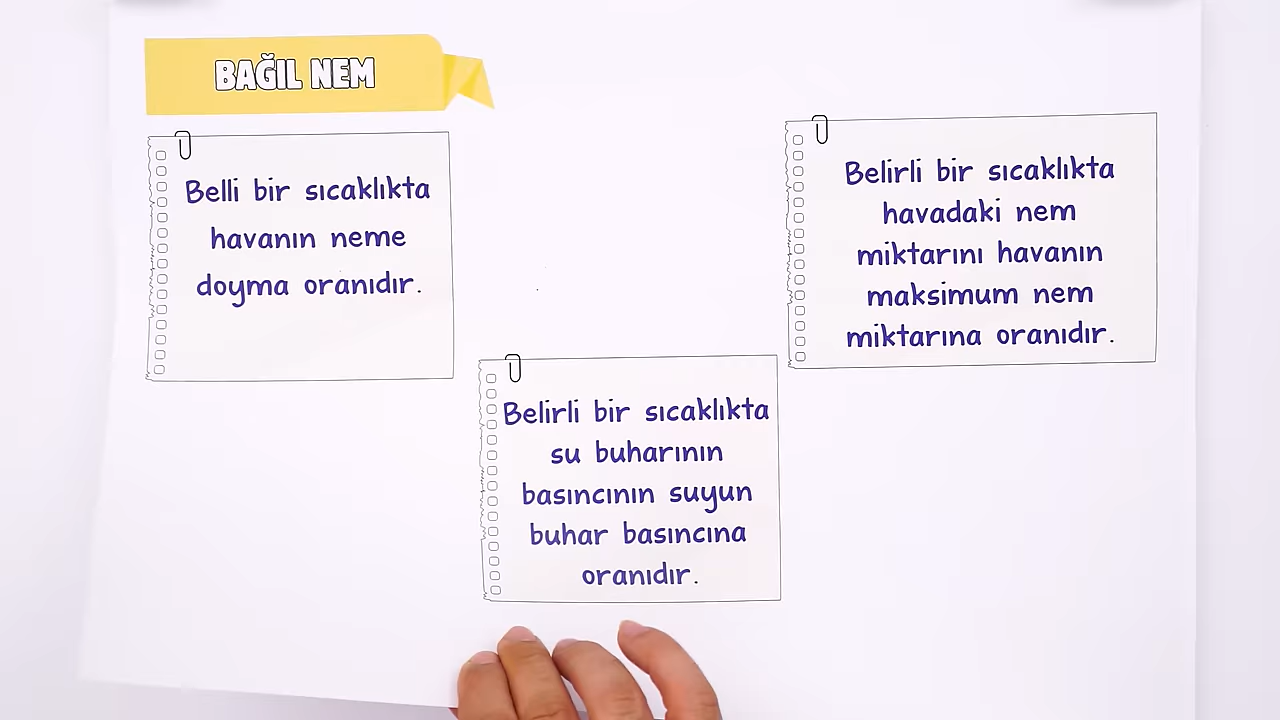 BAĞIL NEM
Belli bir sıcaklıkta
havanın neme
doyma oranıdır.
Belirli bir sıcaklıkta
su buharının
basıncının suyun
buhar basıncına
oranıdır.
Belirli bir sıcaklıkta
havadaki nem
miktarını havanın
maksimum nem
miktarına oranıdır.